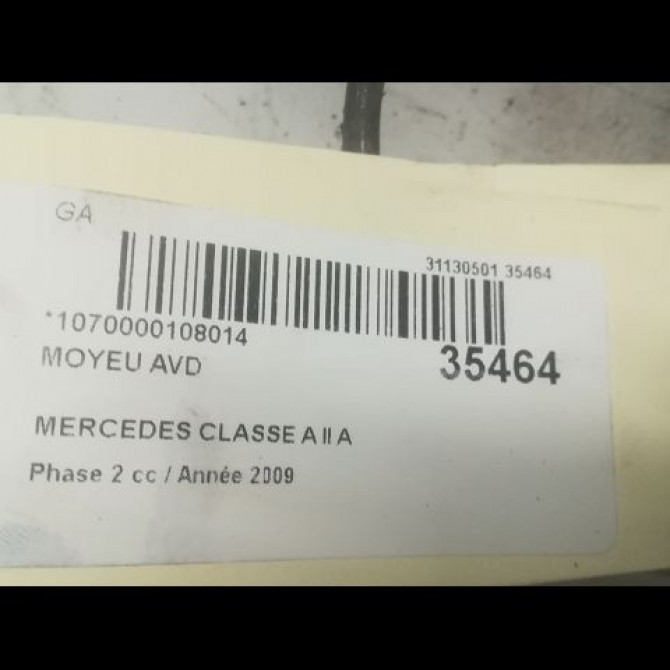 GA
31130501 35464
*1070000108014
35464
MOYEU AVD
MERCEDES CLASSE A II A
Phase 2 cc / Année 2009